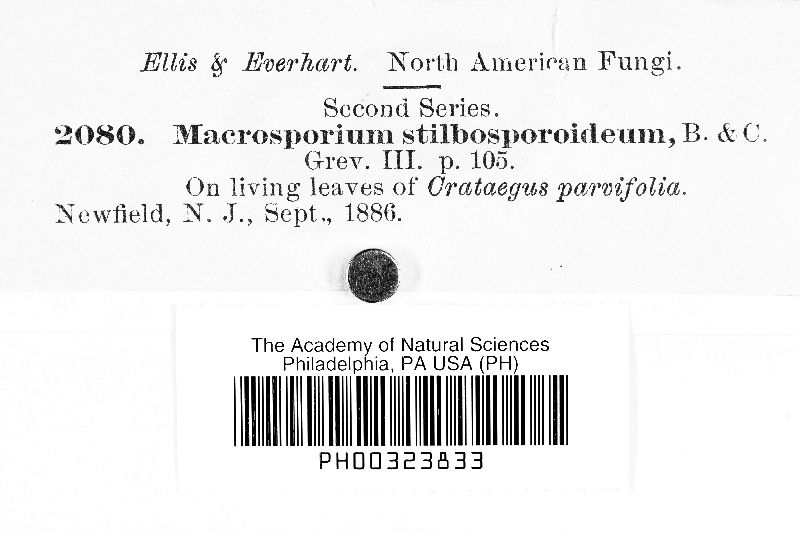 Ellis & Everhart. North American Fungi.
Second Series.
2080. Macrosporium stilbosporoideum, B. & C.
Grev. III. p. 105.
On living leaves of Crataegus parvifolia.
Newfield, N. J., Sept., 1886.
The Academy of Natural Sciences
Philadelphia, PA USA (PH)
PH00323833